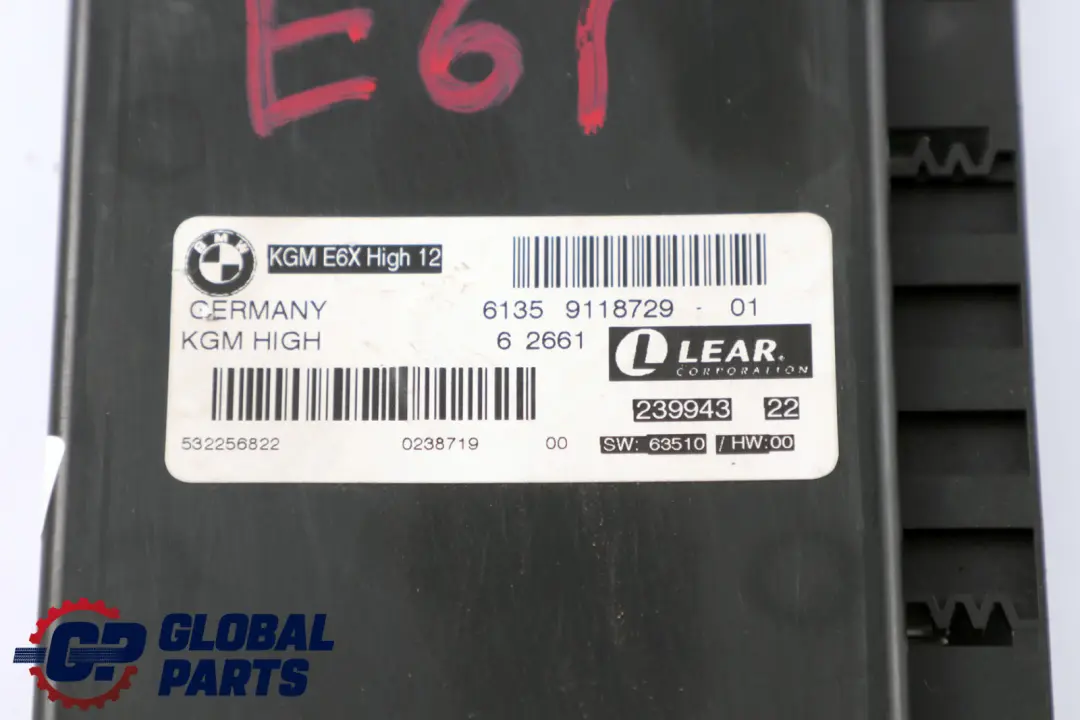 E61
BMW
KGM E6X High 12
GERMANY
6135 9118729 - 01
KGM HIGH
6 2661
L LEAR®
CORPORATION
239943 22
532256822 0238719 00
SW: 63510 / HW:00
GP GLOBAL
PARTS